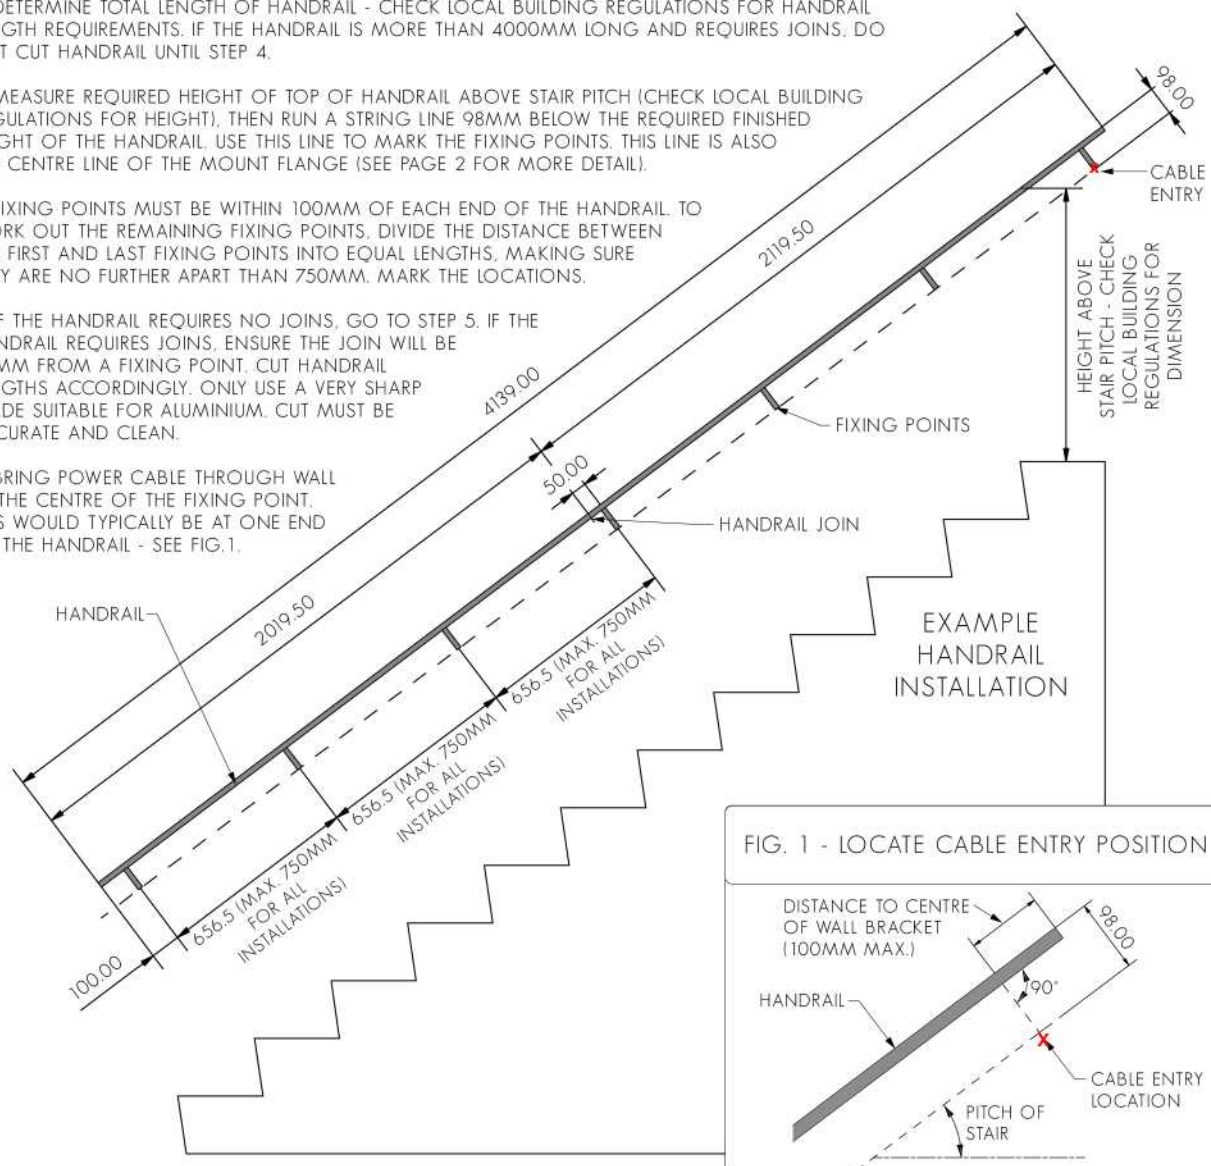 DETERMINE TOTAL LENGTH OF HANDRAIL - CHECK LOCAL BUILDING REGULATIONS FOR HANDRAIL
GTH REQUIREMENTS. IF THE HANDRAIL IS MORE THAN 4000MM LONG AND REQUIRES JOINS, DO
T CUT HANDRAIL UNTIL STEP 4.
MEASURE REQUIRED HEIGHT OF TOP OF HANDRAIL ABOVE STAIR PITCH (CHECK LOCAL BUILDING
GULATIONS FOR HEIGHT), THEN RUN A STRING LINE 98MM BELOW THE REQUIRED FINISHED
GHT OF THE HANDRAIL. USE THIS LINE TO MARK THE FIXING POINTS. THIS LINE IS ALSO
CENTRE LINE OF THE MOUNT FLANGE (SEE PAGE 2 FOR MORE DETAIL).
FIXING POINTS MUST BE WITHIN 100MM OF EACH END OF THE HANDRAIL. TO
RK OUT THE REMAINING FIXING POINTS, DIVIDE THE DISTANCE BETWEEN
FIRST AND LAST FIXING POINTS INTO EQUAL LENGTHS, MAKING SURE
Y ARE NO FURTHER APART THAN 750MM. MARK THE LOCATIONS.
F THE HANDRAIL REQUIRES NO JOINS, GO TO STEP 5. IF THE
NDRAIL REQUIRES JOINS, ENSURE THE JOIN WILL BE
MM FROM A FIXING POINT. CUT HANDRAIL
GTHS ACCORDINGLY. ONLY USE A VERY SHARP
DE SUITABLE FOR ALUMINIUM. CUT MUST BE
CURATE AND CLEAN.
BRING POWER CABLE THROUGH WALL
THE CENTRE OF THE FIXING POINT.
S WOULD TYPICALLY BE AT ONE END
THE HANDRAIL - SEE FIG.1.
98.00
CABLE
ENTRY
2119.50
HEIGHT ABOVE
STAIR PITCH - CHECK
LOCAL BUILDING
REGULATIONS FOR
DIMENSION
4139.00
FIXING POINTS
50.00
HANDRAIL JOIN
HANDRAIL
2019.50
656.5 (MAX. 750MM
FOR ALL
INSTALLATIONS)
656.5 (MAX. 750MM
FOR ALL
INSTALLATIONS)
656.5 (MAX. 750MM
FOR ALL
INSTALLATIONS)
100.00
EXAMPLE
HANDRAIL
INSTALLATION
FIG. 1 - LOCATE CABLE ENTRY POSITION
DISTANCE TO CENTRE
OF WALL BRACKET
(100MM MAX.)
98.00
90°
HANDRAIL
X
CABLE ENTRY
LOCATION
PITCH OF
STAIR